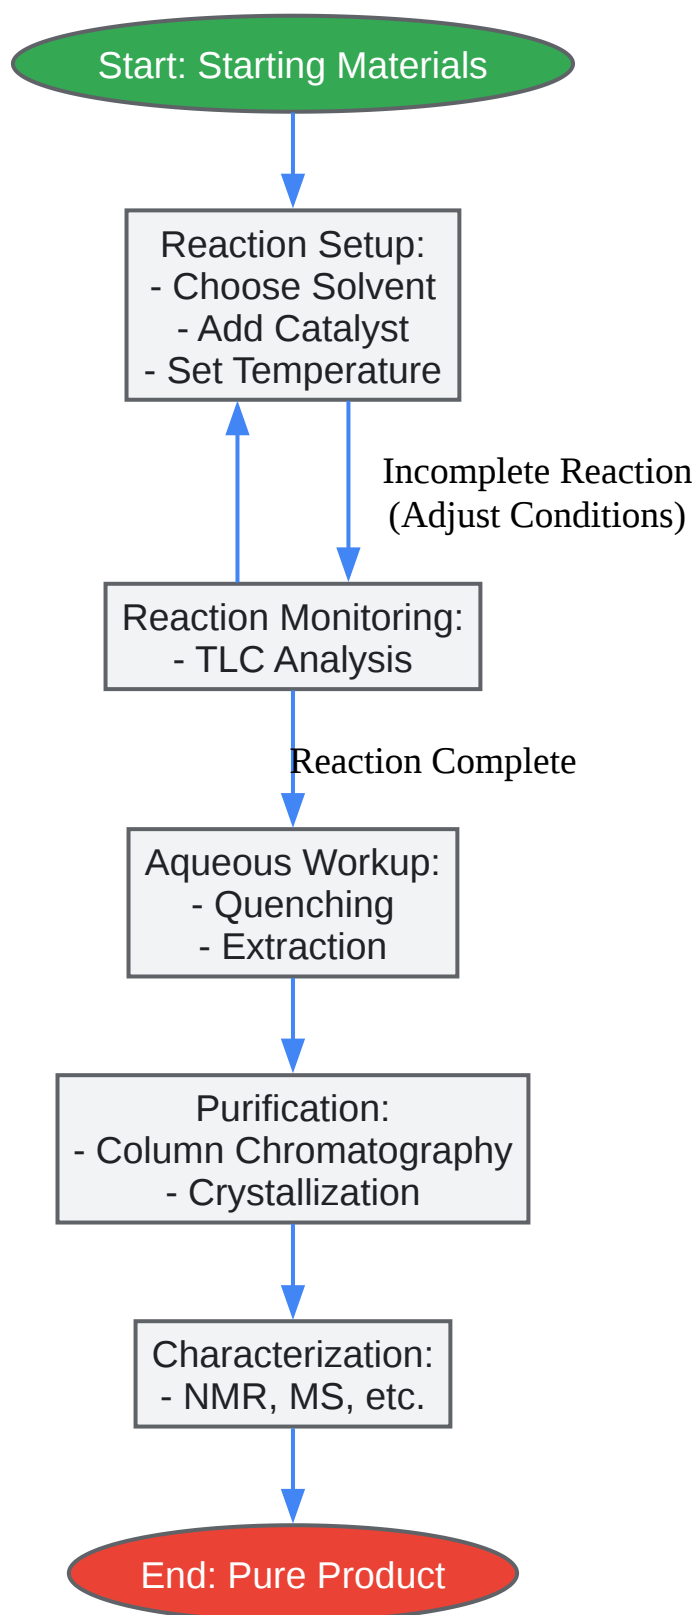 Start: Starting Materials
Reaction Setup:
- Choose Solvent
- Add Catalyst
- Set Temperature
Incomplete Reaction
(Adjust Conditions)
Reaction Monitoring:
- TLC Analysis
Reaction Complete
Aqueous Workup:
- Quenching
- Extraction
Purification:
- Column Chromatography
- Crystallization
Characterization:
- NMR, MS, etc.
End: Pure Product